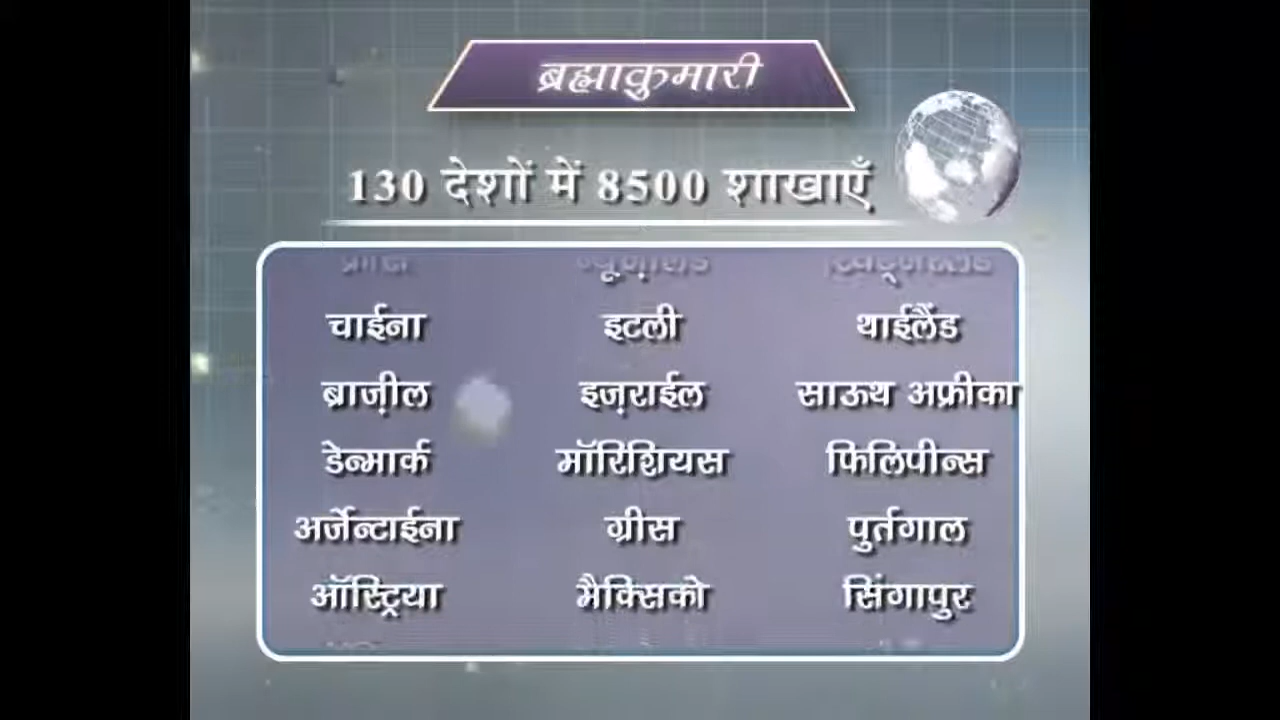 ब्रह्माकुमारी
130 देशों में 8500 शाखाएँ
चाईना इटली थाईलैंड
ब्राज़ील इज़राईल साऊथ अफ्रीका
डेन्मार्क मॉरिशियस फिलिपीन्स
अर्जेन्टाईना ग्रीस पुर्तगाल
ऑस्ट्रिया मैक्सिको सिंगापुर